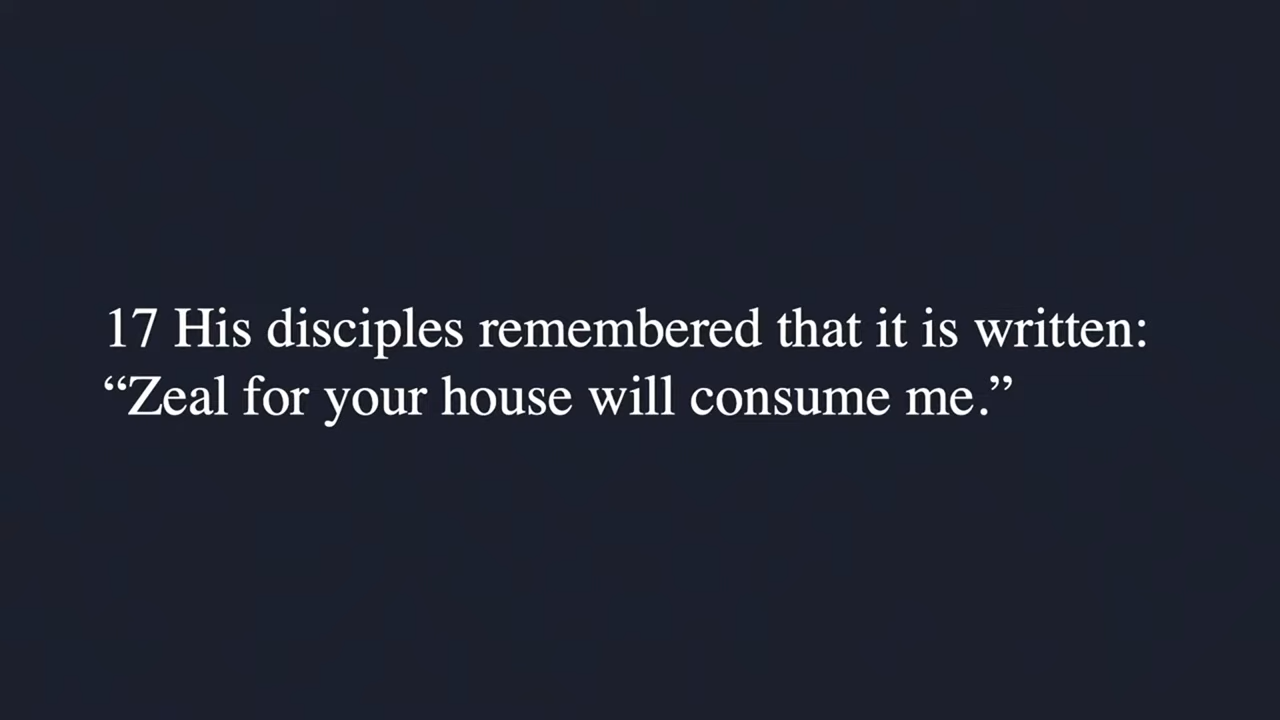 17 His disciples remembered that it is written:
“Zeal for your house will consume me.”